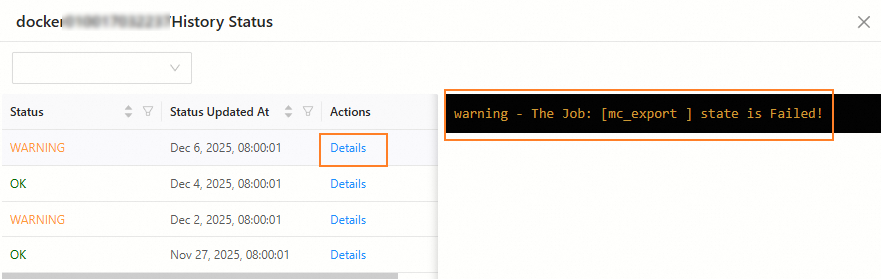 docker History Status
Status Status Updated At Actions
WARNING Dec 6, 2025, 08:00:01 Details
OK Dec 4, 2025, 08:00:01 Details
WARNING Dec 2, 2025, 08:00:01 Details
OK Nov 27, 2025, 08:00:01 Details
warning - The Job: [mc_export ] state is Failed!